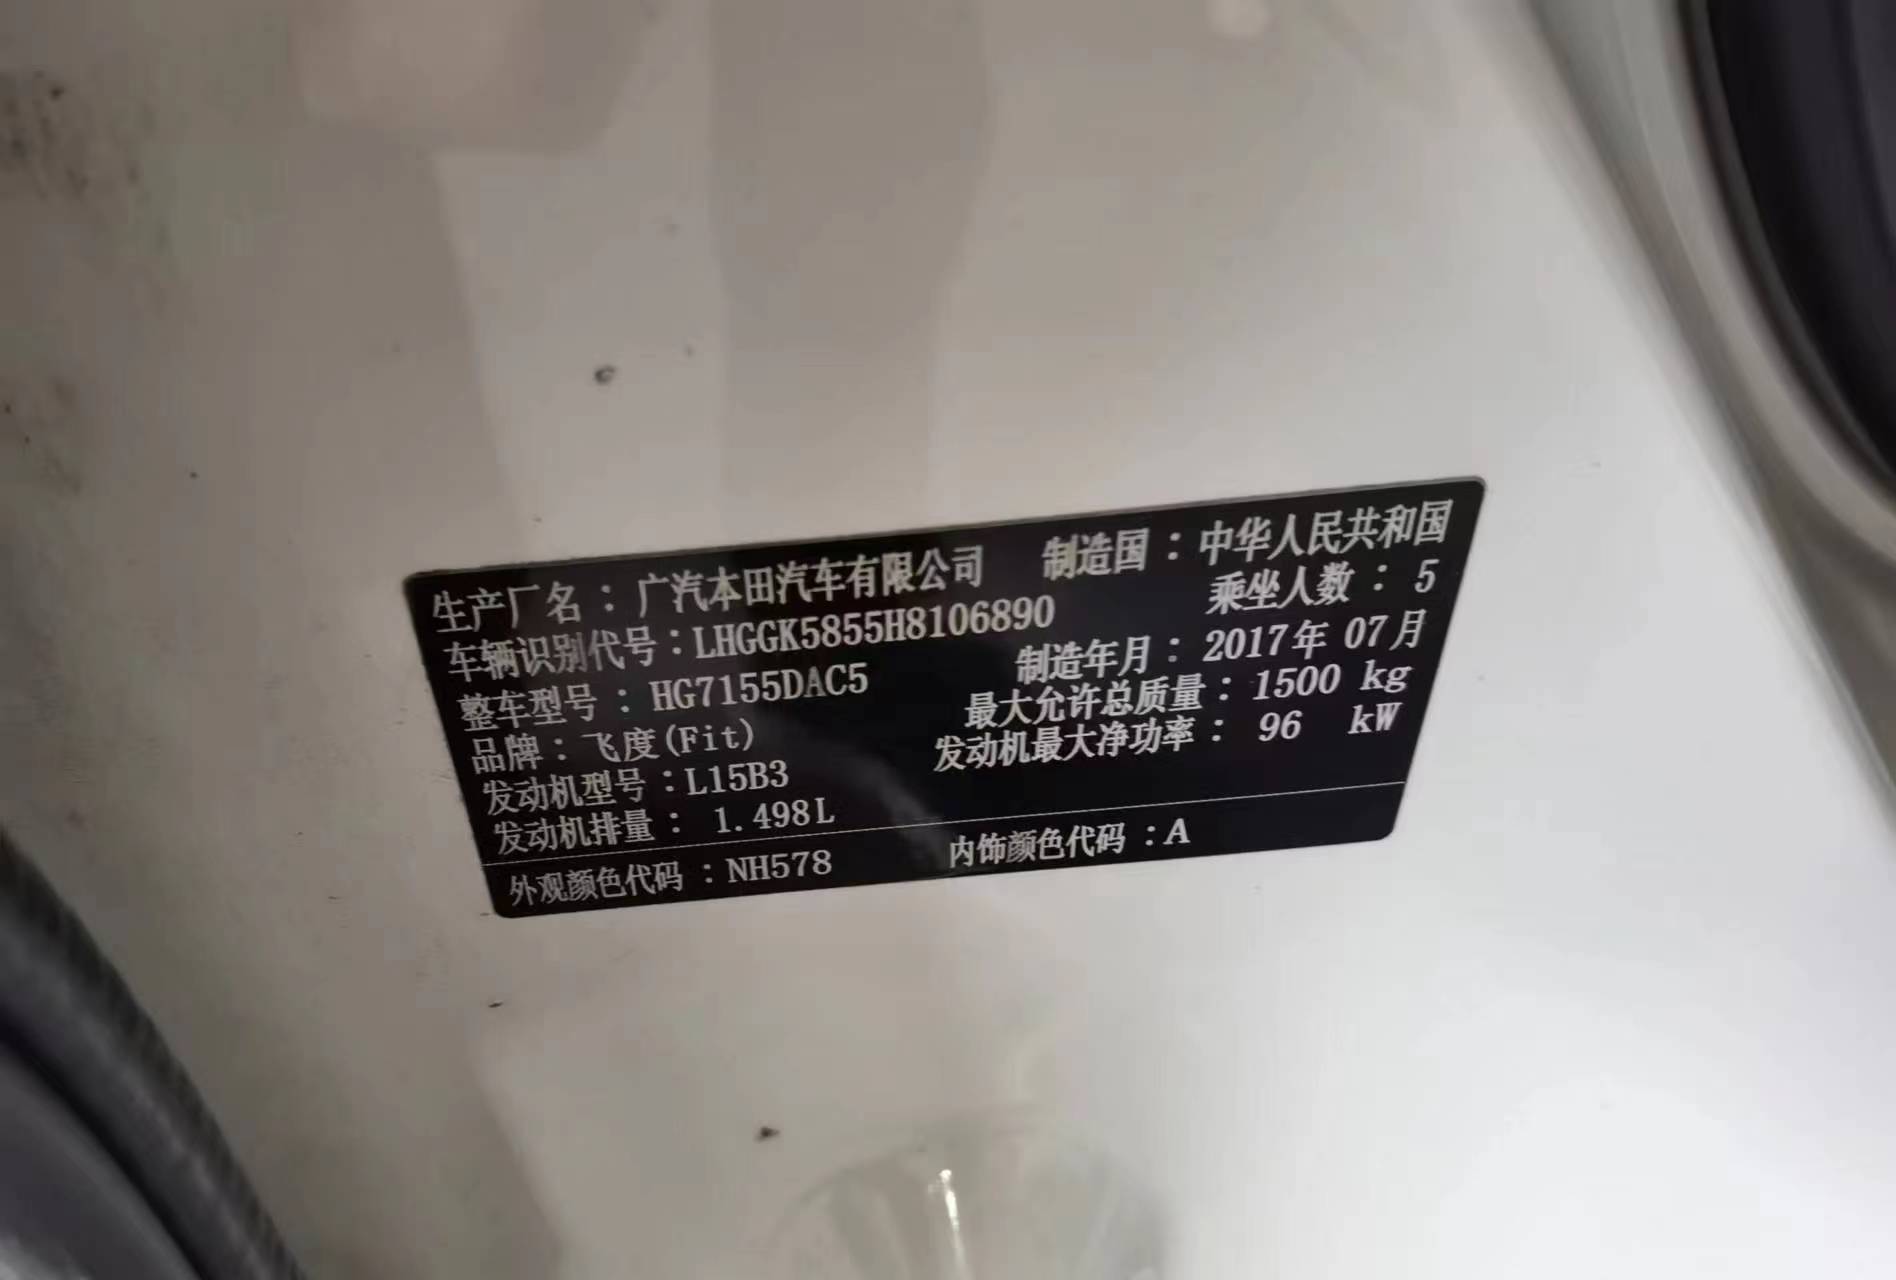 生产厂名：广汽本田汽车有限公司 制造国：中华人民共和国
车辆识别代号：LHGGK5855H8106890 乘坐人数：5
整车型号：HG7155DAC5 制造年月：2017年 07月
品牌：飞度(Fit) 最大允许总质量：1500 kg
发动机型号：L15B3 发动机最大净功率：96 kW
发动机排量：1.498L
外观颜色代码：NH578 内饰颜色代码：A